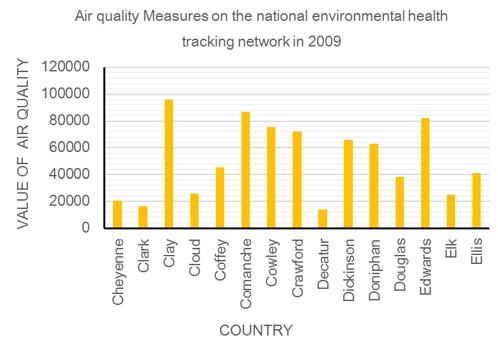 Air quality Measures on the national environmental health
tracking network in 2009
VALUE OF AIR QUALITY
120000
100000
80000
60000
40000
20000
0
Cheyenne
Clark
Clay
Cloud
Coffey
Comanche
Cowley
Crawford
Decatur
Dickinson
Doniphan
Douglas
Edwards
Elk
Ellis
COUNTRY